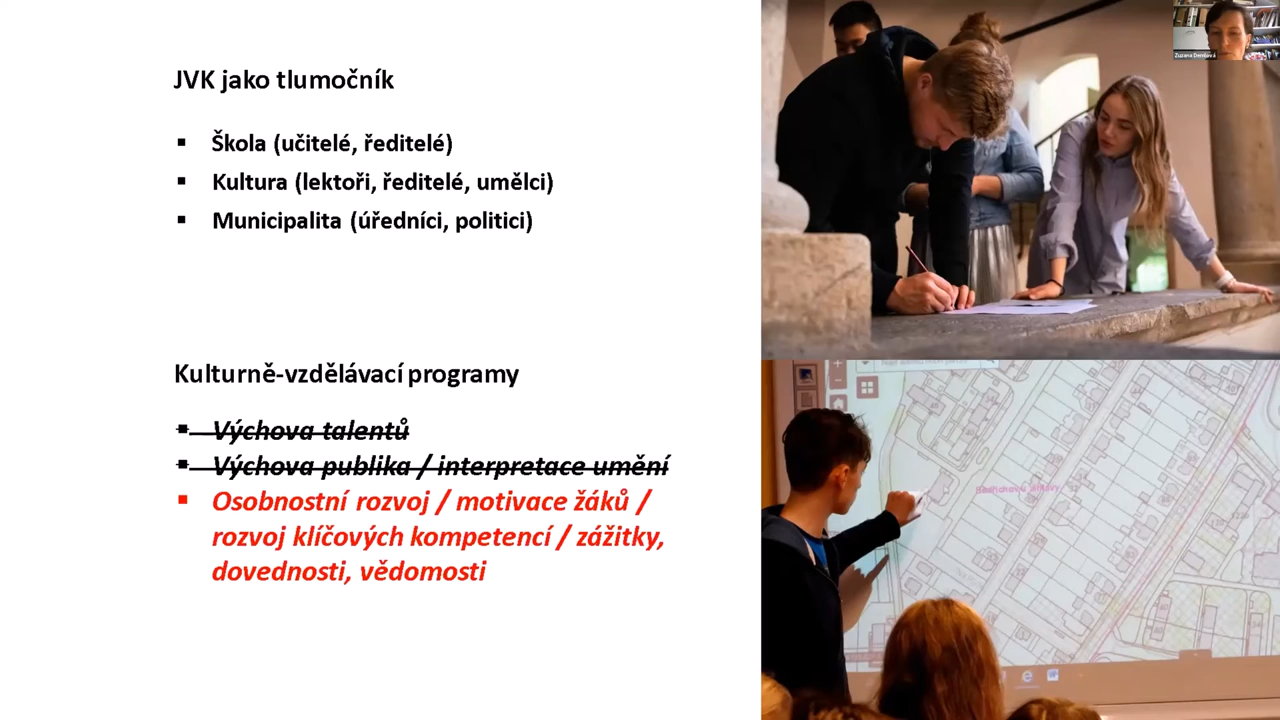 JVK jako tlumočník
▪ Škola (učitelé, ředitelé)
▪ Kultura (lektoři, ředitelé, umělci)
▪ Municipalita (úředníci, politici)
Kulturně-vzdělávací programy
▪ Výchova talentů
▪ Výchova publika / interpretace umění
▪ Osobnostní rozvoj / motivace žáků /
rozvoj klíčových kompetencí / zážitky,
dovednosti, vědomosti
Zuzana